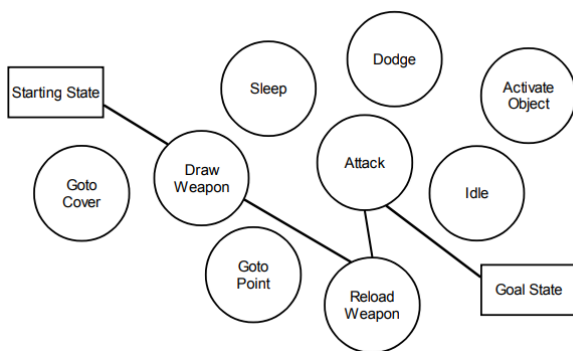 Dodge
Sleep
Activate
Object
Starting State
Draw
Weapon
Attack
Goto
Cover
Idle
Goto
Point
Reload
Weapon
Goal State